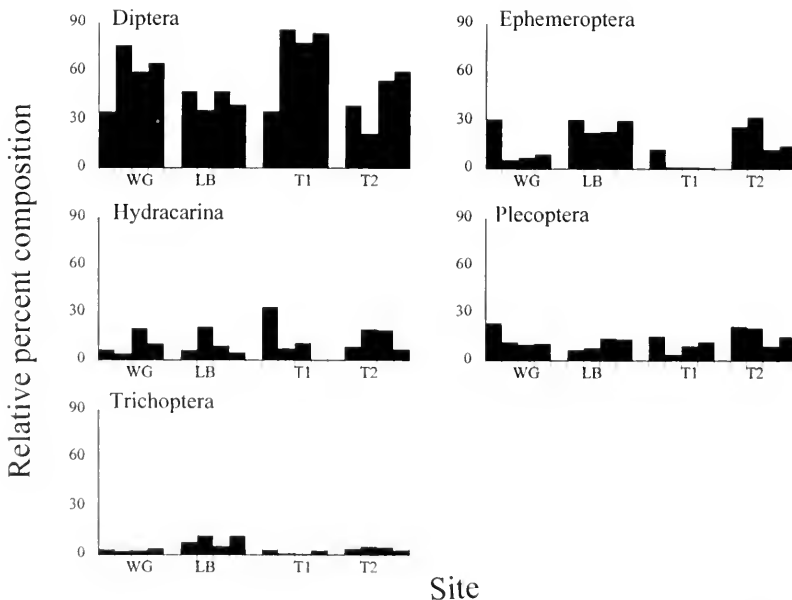 Relative percent composition
Diptera
90
60
30
0
WG LB T1 T2
Ephemeroptera
90
60
30
0
WG LB T1 T2
Hydracarina
90
60
30
0
WG LB T1 T2
Plecoptera
90
60
30
0
WG LB T1 T2
Trichoptera
90
60
30
0
WG LB T1 T2
Site